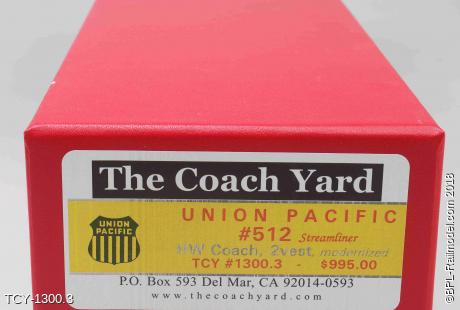 The Coach Yard
UNION PACIFIC
UNION
PACIFIC
#512 Streamliner
HW Coach, 2vest, modernized
TCY #1300.3 - $995.00
P.O. Box 593 Del Mar, CA 92014-0593
www.thecoachyard.com
TCY-1300.3
©BPL-Railmodel.com 2018